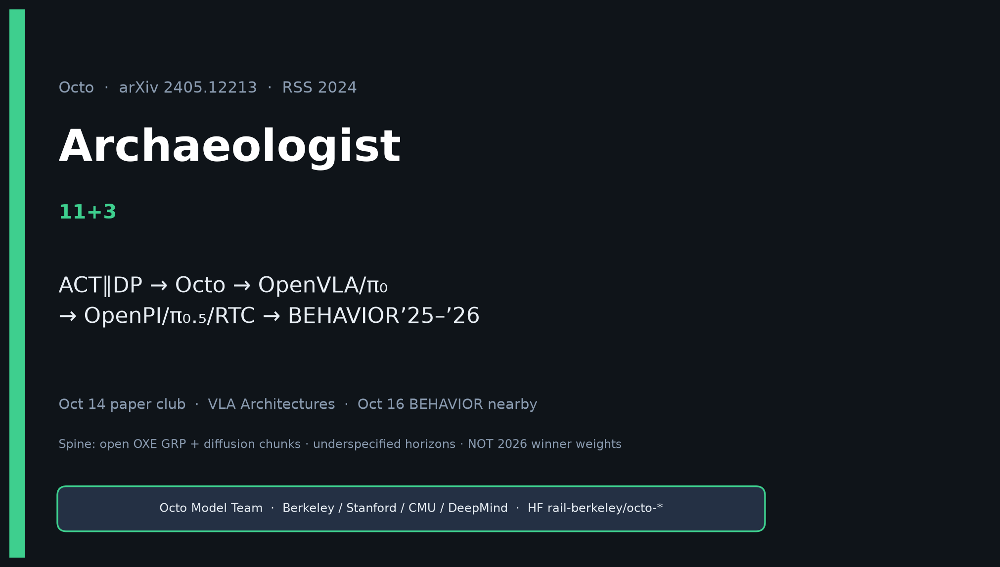 Octo · arXiv 2405.12213 · RSS 2024
Archaeologist
11+3
ACT‖DP → Octo → OpenVLA/π₀
→ OpenPI/π₀.₅/RTC → BEHAVIOR’25–’26
Oct 14 paper club · VLA Architectures · Oct 16 BEHAVIOR nearby
Spine: open OXE GRP + diffusion chunks · underspecified horizons · NOT 2026 winner weights
Octo Model Team · Berkeley / Stanford / CMU / DeepMind · HF rail-berkeley/octo-*